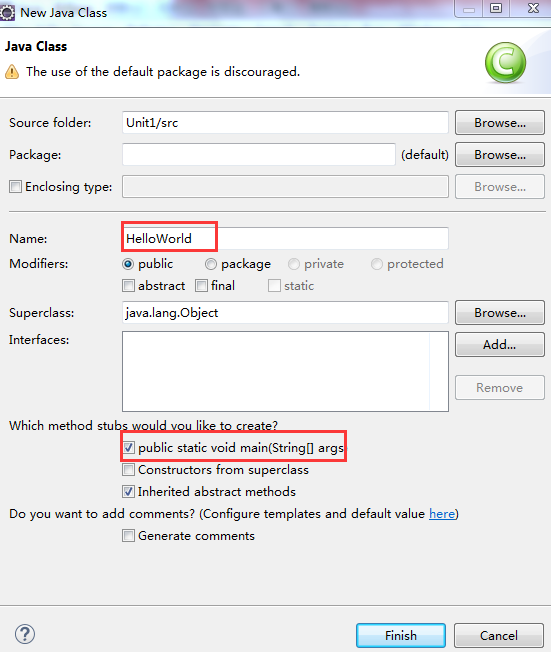 New Java Class
Java Class
The use of the default package is discouraged.
Source folder: Unit1/src Browse...
Package: (default) Browse...
Enclosing type: Browse...
Name: HelloWorld
Modifiers: public package private protected
abstract final static
Superclass: java.lang.Object Browse...
Interfaces: Add...
Remove
Which method stubs would you like to create?
public static void main(String[] args
Constructors from superclass
Inherited abstract methods
Do you want to add comments? (Configure templates and default value here)
Generate comments
? Finish Cancel